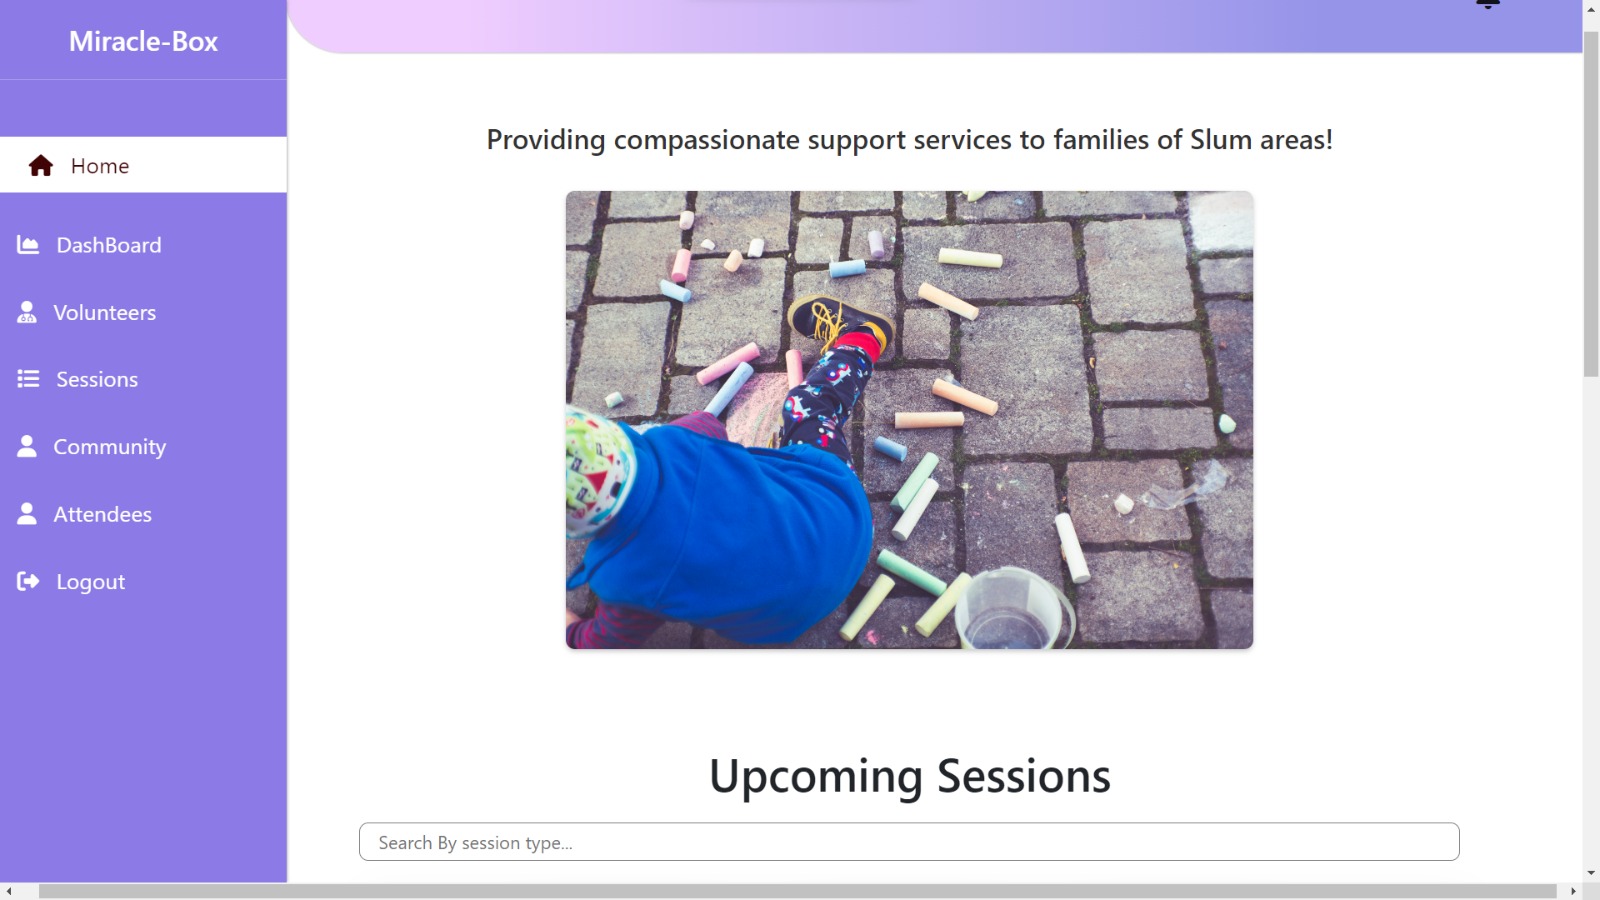 Miracle-Box
Home
DashBoard
Volunteers
Sessions
Community
Attendees
Logout
Providing compassionate support services to families of Slum areas!
Upcoming Sessions
Search By session type...